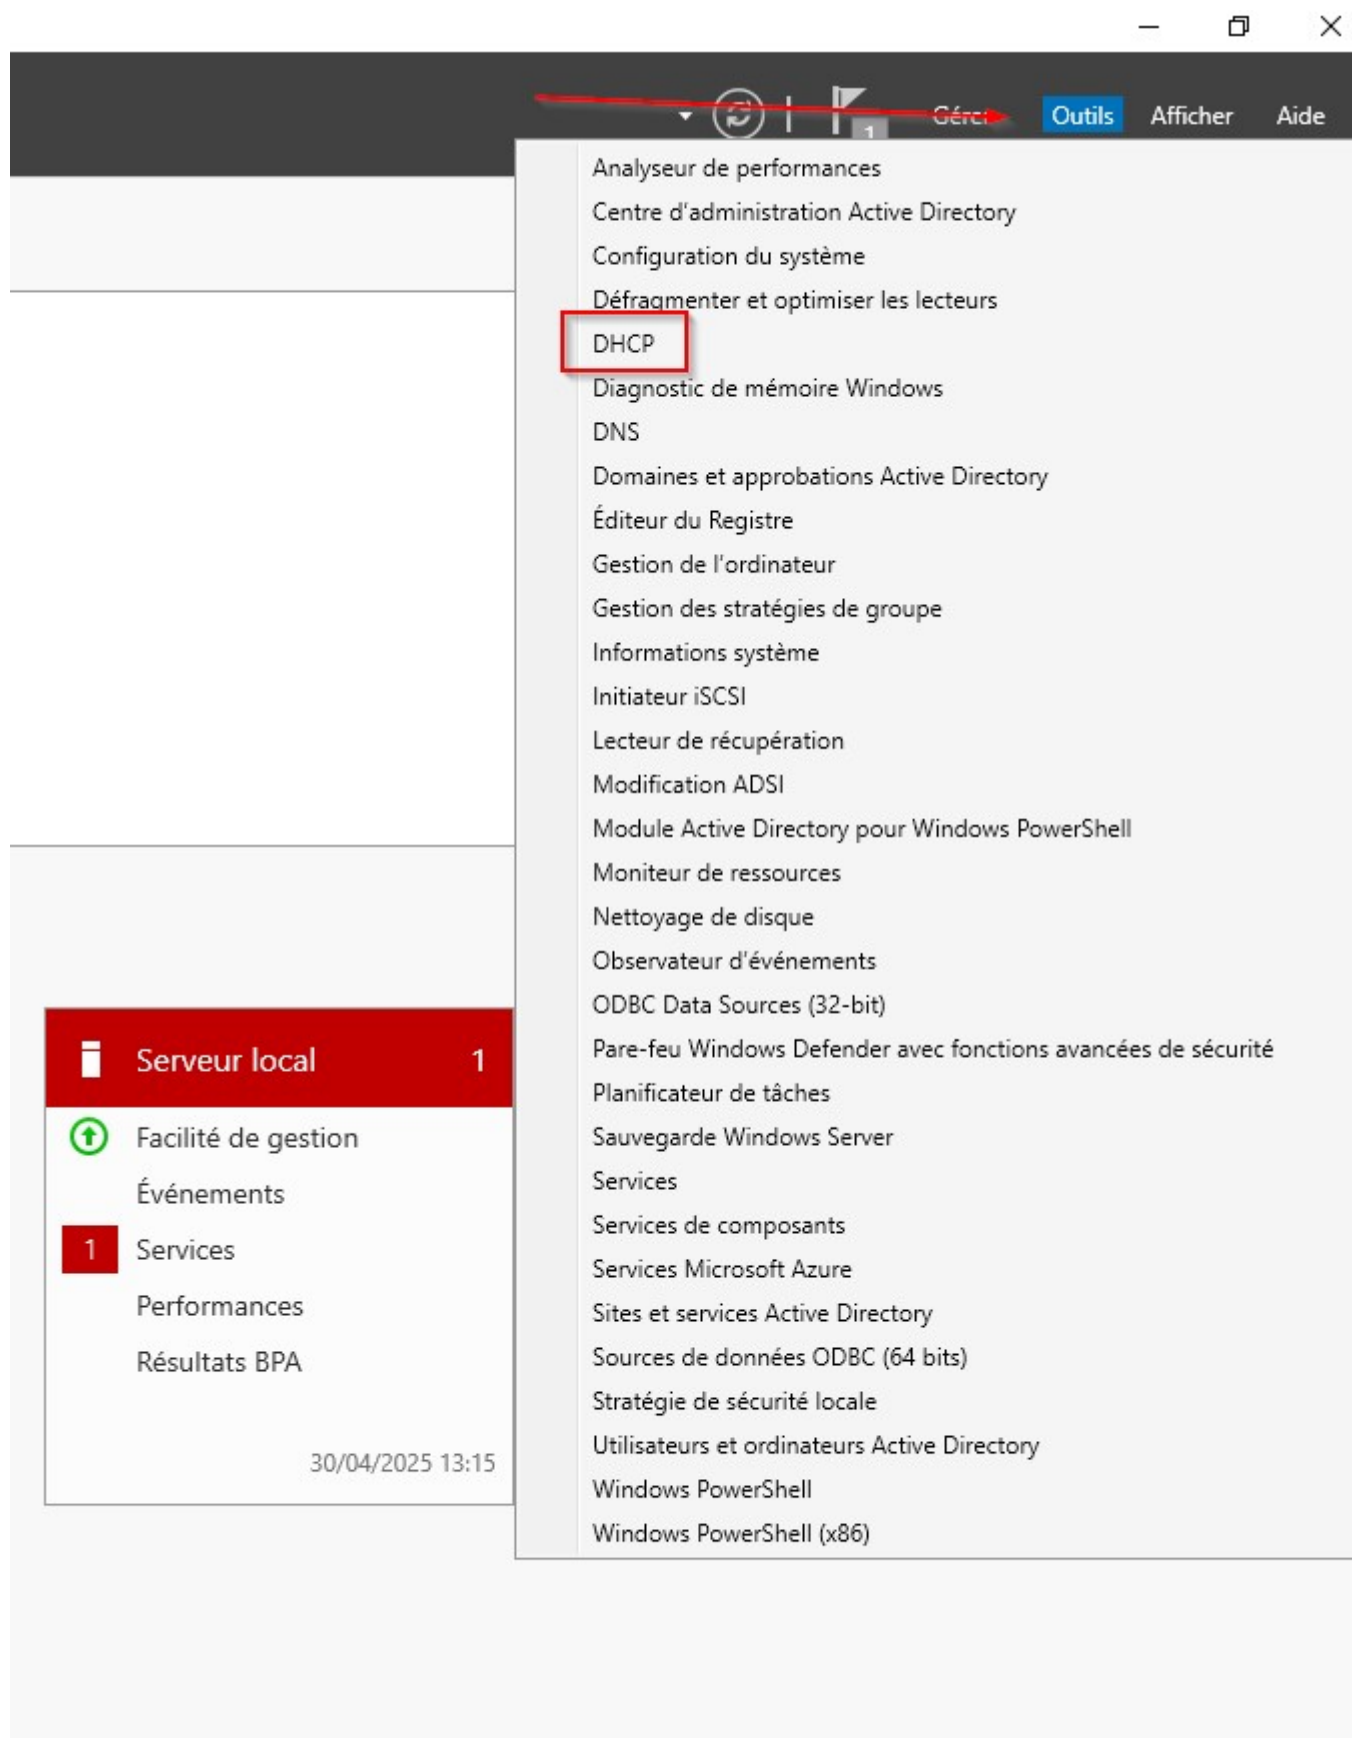 Gérer Outils Afficher Aide
1
Analyseur de performances
Centre d'administration Active Directory
Configuration du système
Défragmenter et optimiser les lecteurs
DHCP
Diagnostic de mémoire Windows
DNS
Domaines et approbations Active Directory
Éditeur du Registre
Gestion de l'ordinateur
Gestion des stratégies de groupe
Informations système
Initiateur iSCSI
Lecteur de récupération
Modification ADSI
Module Active Directory pour Windows PowerShell
Moniteur de ressources
Nettoyage de disque
Observateur d'événements
ODBC Data Sources (32-bit)
Pare-feu Windows Defender avec fonctions avancées de sécurité
Planificateur de tâches
Sauvegarde Windows Server
Services
Services de composants
Services Microsoft Azure
Sites et services Active Directory
Sources de données ODBC (64 bits)
Stratégie de sécurité locale
Utilisateurs et ordinateurs Active Directory
Windows PowerShell
Windows PowerShell (x86)
Serveur local 1
Facilité de gestion
Événements
1 Services
Performances
Résultats BPA
30/04/2025 13:15